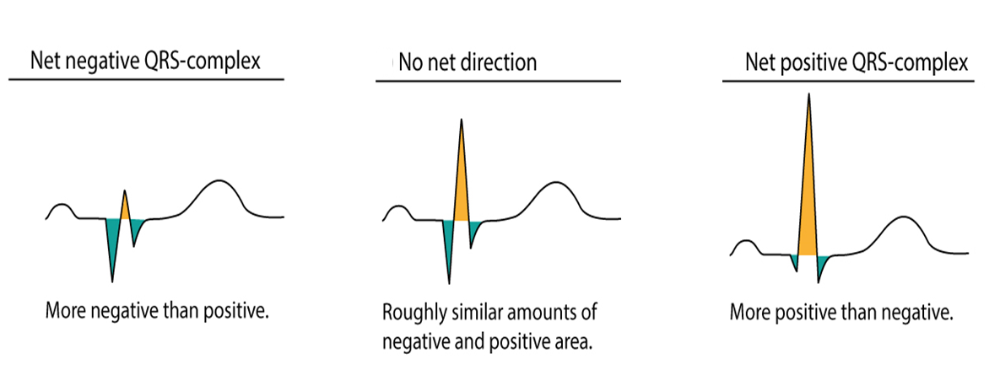 Net negative QRS-complex
No net direction
Net positive QRS-complex
More negative than positive.
Roughly similar amounts of
negative and positive area.
More positive than negative.